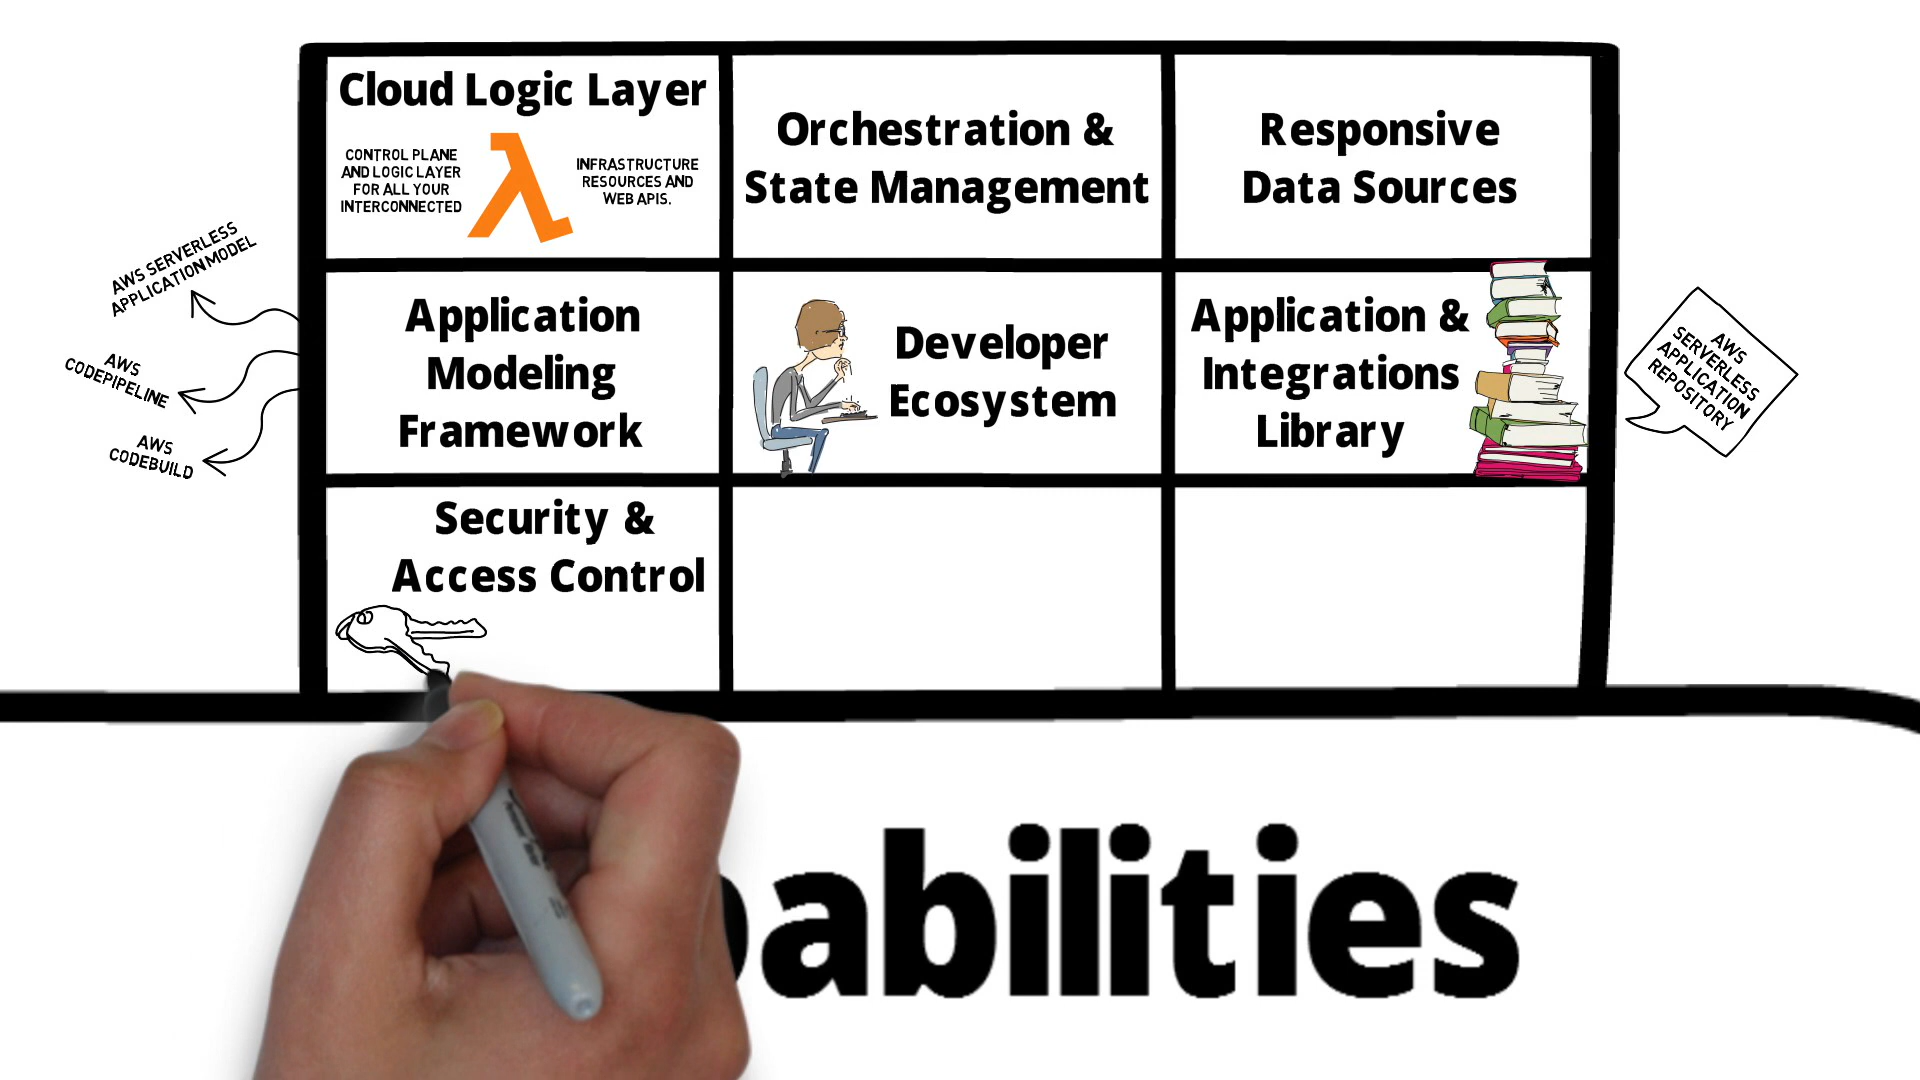 Cloud Logic Layer
CONTROL PLANE
AND LOGIC LAYER
FOR ALL YOUR
INTERCONNECTED
INFRASTRUCTURE
RESOURCES AND
WEB APIS.
Orchestration &
State Management
Responsive
Data Sources
AWS SERVERLESS
APPLICATION MODEL
AWS
CODEPIPELINE
AWS
CODEBUILD
Application
Modeling
Framework
Developer
Ecosystem
Application &
Integrations
Library
AWS
SERVERLESS
APPLICATION
REPOSITORY
Security &
Access Control
abilities